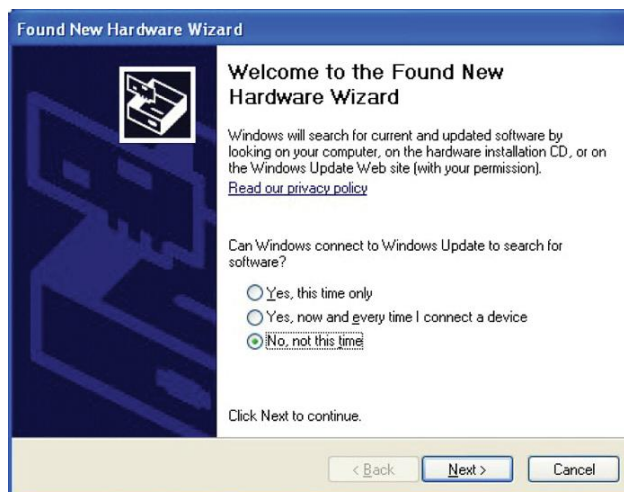 Found New Hardware Wizard
Welcome to the Found New
Hardware Wizard
Windows will search for current and updated software by
looking on your computer, on the hardware installation CD, or on
the Windows Update Web site (with your permission).
Read our privacy policy
Can Windows connect to Windows Update to search for
software?
Yes, this time only
Yes, now and every time I connect a device
No, not this time
Click Next to continue.
< Back
Next >
Cancel